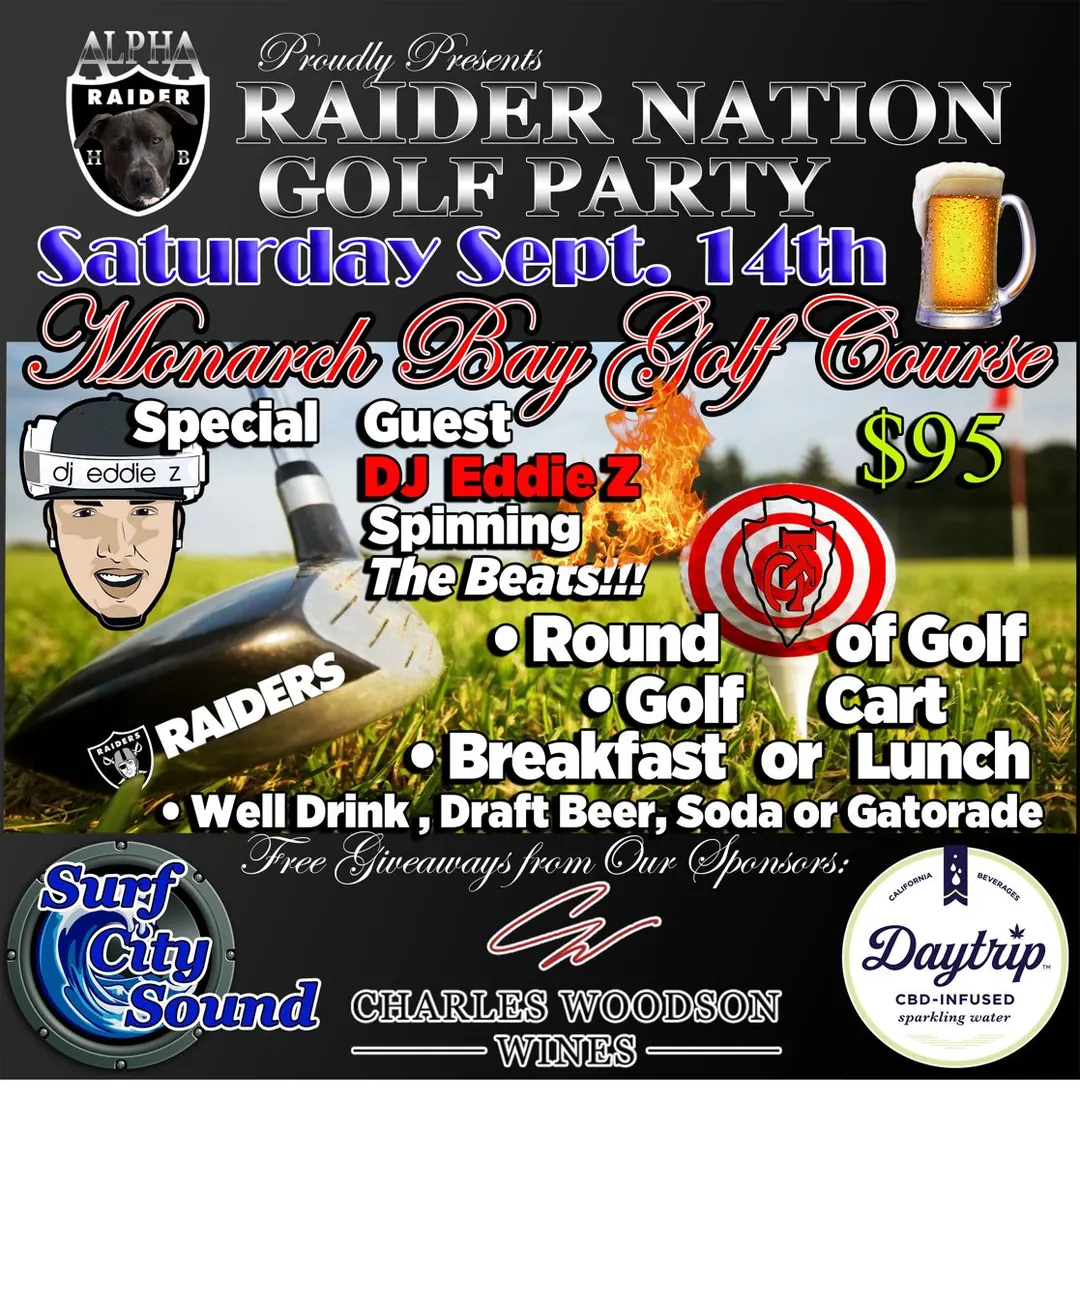 ALPHA
RAIDER
H B
Proudly Presents
RAIDER NATION
GOLF PARTY
Saturday Sept. 14th
Monarch Bay Golf Course
$95
dj eddie z
Special Guest
DJ Eddie Z
Spinning
The Beats!!!
KC
• Round of Golf
• Golf Cart
• Breakfast or Lunch
• Well Drink , Draft Beer, Soda or Gatorade
RAIDERS
RAIDERS
Free Giveaways from Our Sponsors:
Surf
City
Sound
CW
CHARLES WOODSON
WINES
CALIFORNIA BEVERAGES
Daytrip™
CBD-INFUSED
sparkling water